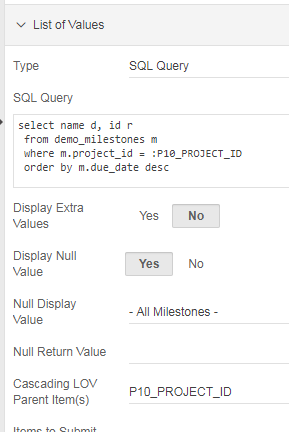 List of Values
Type
SQL Query
SQL Query
select name d, id r
from demo_milestones m
where m.project_id = :P10_PROJECT_ID
order by m.due_date desc
Display Extra
Values
Yes
No
Display Null
Value
Yes
No
Null Display
Value
- All Milestones -
Null Return Value
Cascading LOV
Parent Item(s)
P10_PROJECT_ID
Items to Submit